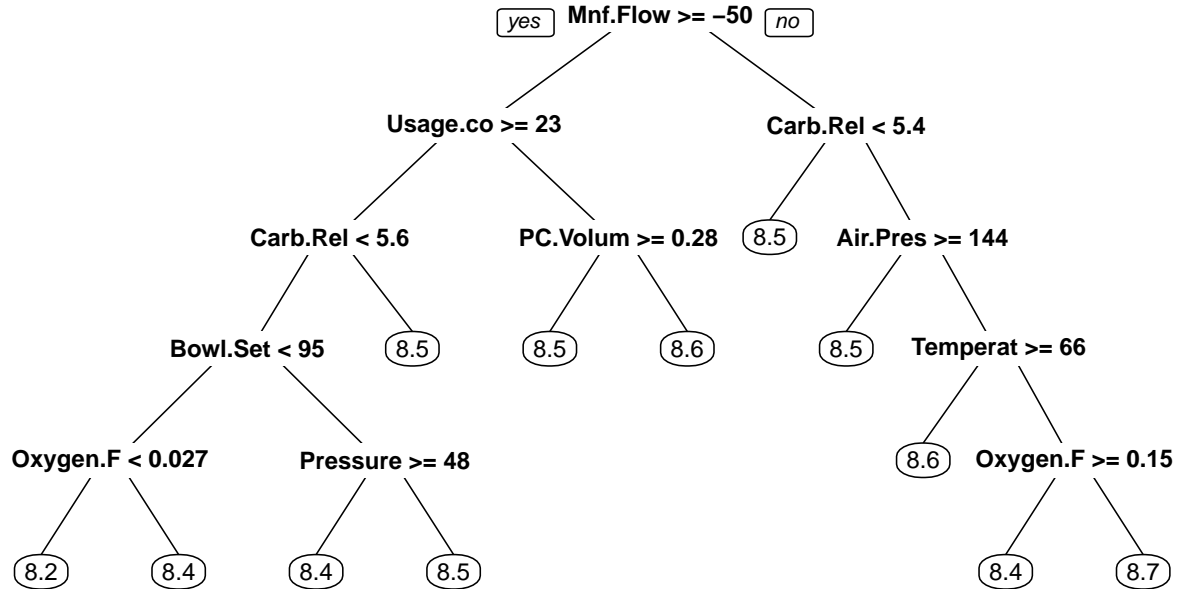 yes Mnf.Flow >= −50 no
Usage.co >= 23 Carb.Rel < 5.4
Carb.Rel < 5.6 PC.Volum >= 0.28 8.5 Air.Pres >= 144
Bowl.Set < 95 8.5 8.5 8.6 8.5 Temperat >= 66
Oxygen.F < 0.027 Pressure >= 48 8.6 Oxygen.F >= 0.15
8.2 8.4 8.4 8.5 8.4 8.7